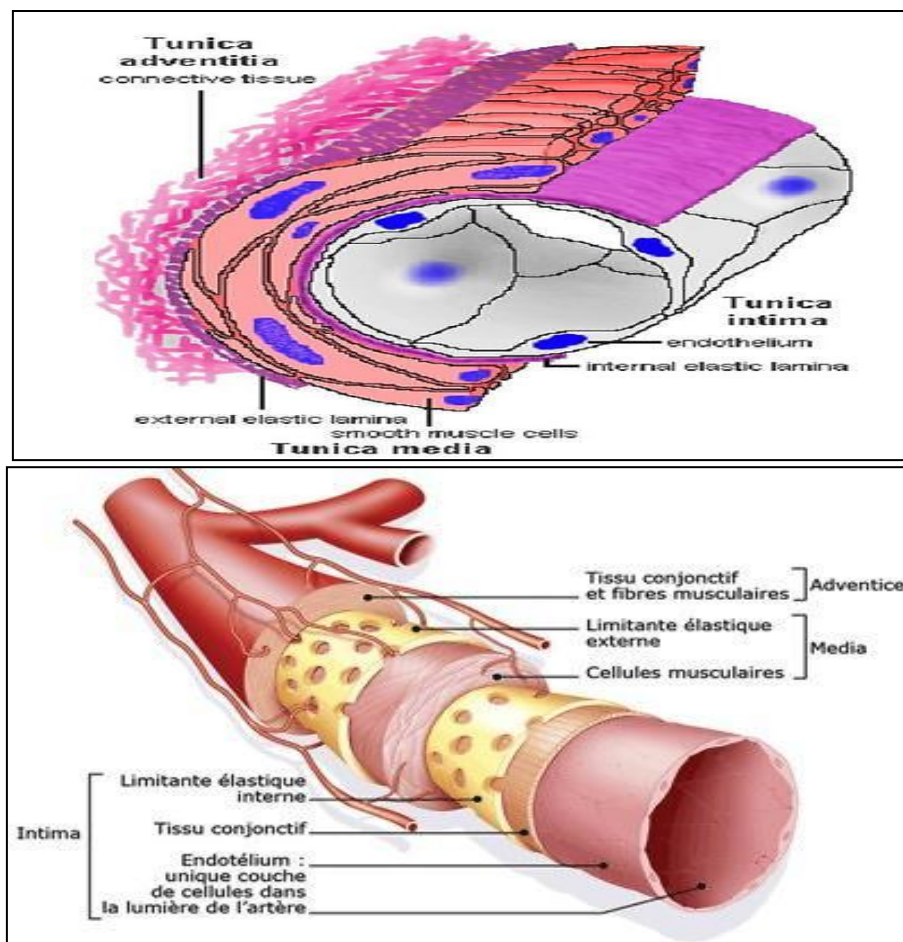 Tunica
adventitia
connective tissue
Tunica
intima
endothelium
internal elastic lamina
external elastic lamina
smooth muscle cells
Tunica media
Tissu conjonctif
et fibres musculaires
Adventice
Limitante élastique
externe
Media
Cellules musculaires
Limitante élastique
interne
Intima
Tissu conjonctif
Endotélium :
unique couche
de cellules dans
la lumière de l'artère